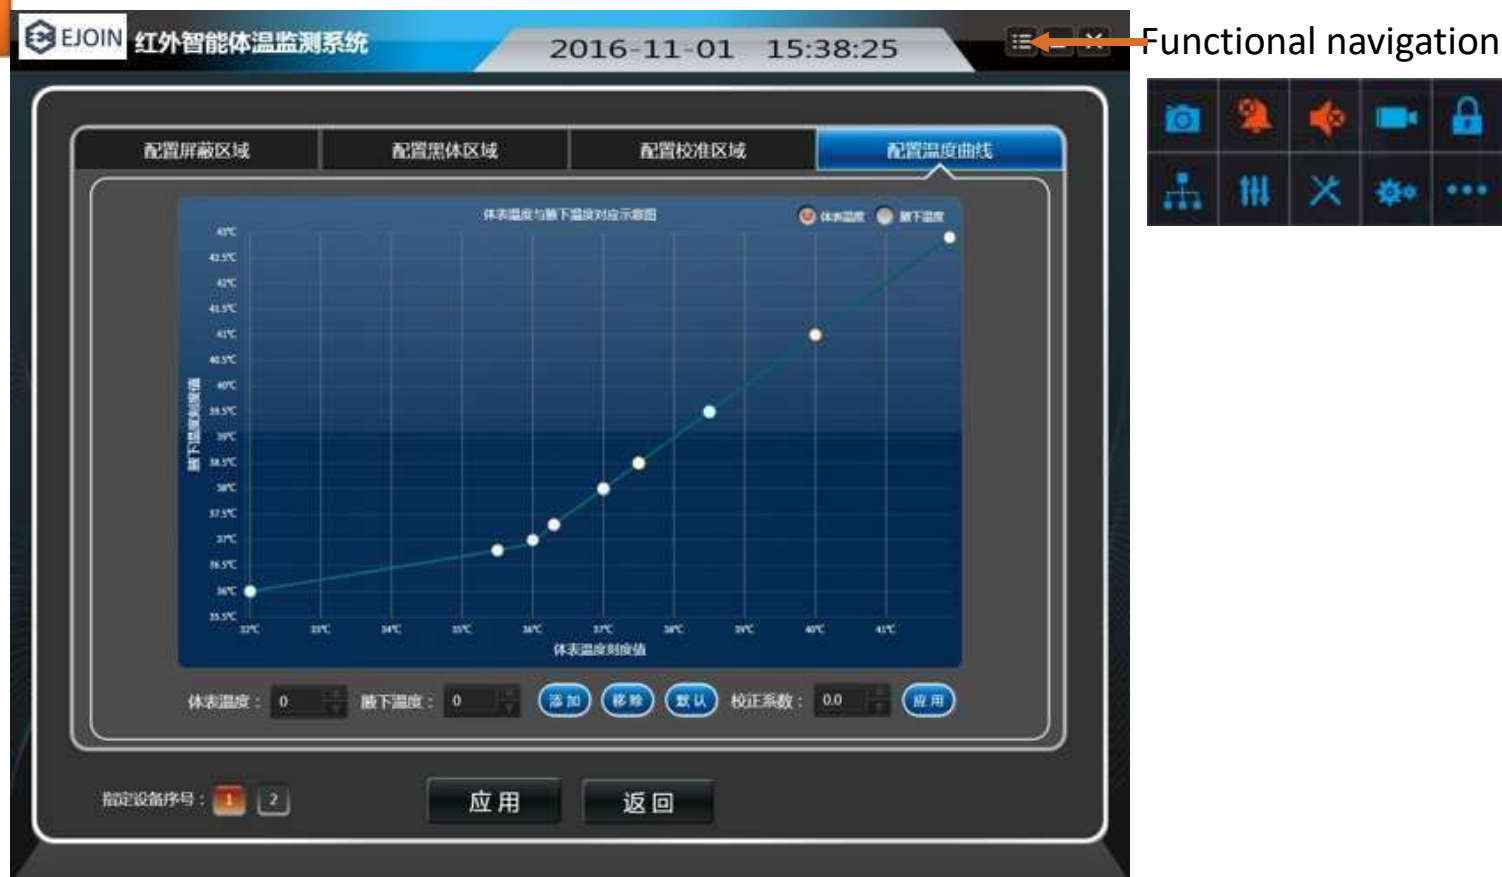 EJOIN 红外智能体温监测系统 2016-11-01 15:38:25 Functional navigation
配置屏蔽区域 配置黑体区域 配置校准区域 配置温度曲线
体表温度与腋下温度对应示意图 体表温度 腋下温度
43℃
42.5℃
42℃
41.5℃
41℃
40.5℃
40℃
39.5℃
39℃
38.5℃
38℃
37.5℃
37℃
36.5℃
36℃
35.5℃
腋下温度刻度值
32℃ 33℃ 34℃ 35℃ 36℃ 37℃ 38℃ 39℃ 40℃ 41℃
体表温度刻度值
体表温度： 0 腋下温度： 0 添加 移除 默认 校正系数： 0.0 应用
指定设备序号： 1 2 应用 返回